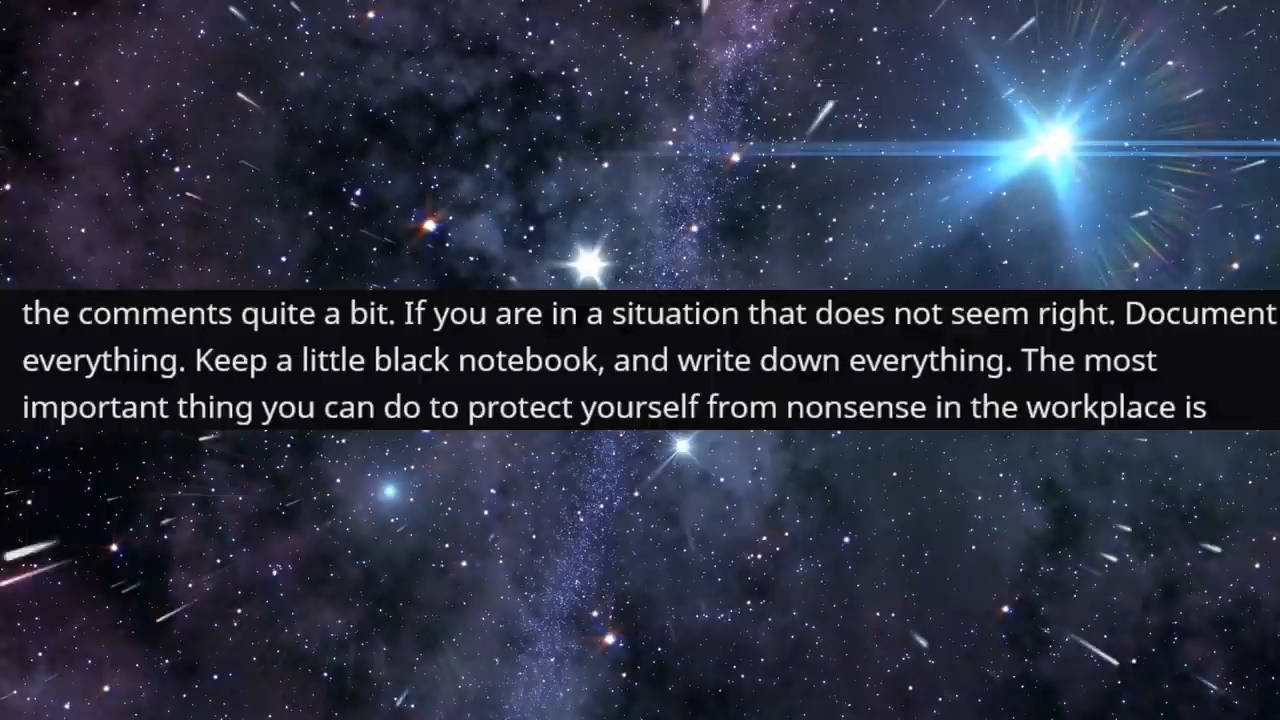 the comments quite a bit. If you are in a situation that does not seem right. Document
everything. Keep a little black notebook, and write down everything. The most
important thing you can do to protect yourself from nonsense in the workplace is